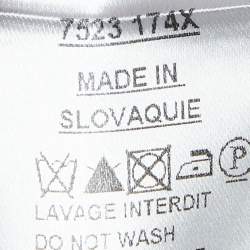 7523 174X
MADE IN
SLOVAQUIE
P
LAVAGE INTERDIT
DO NOT WASH